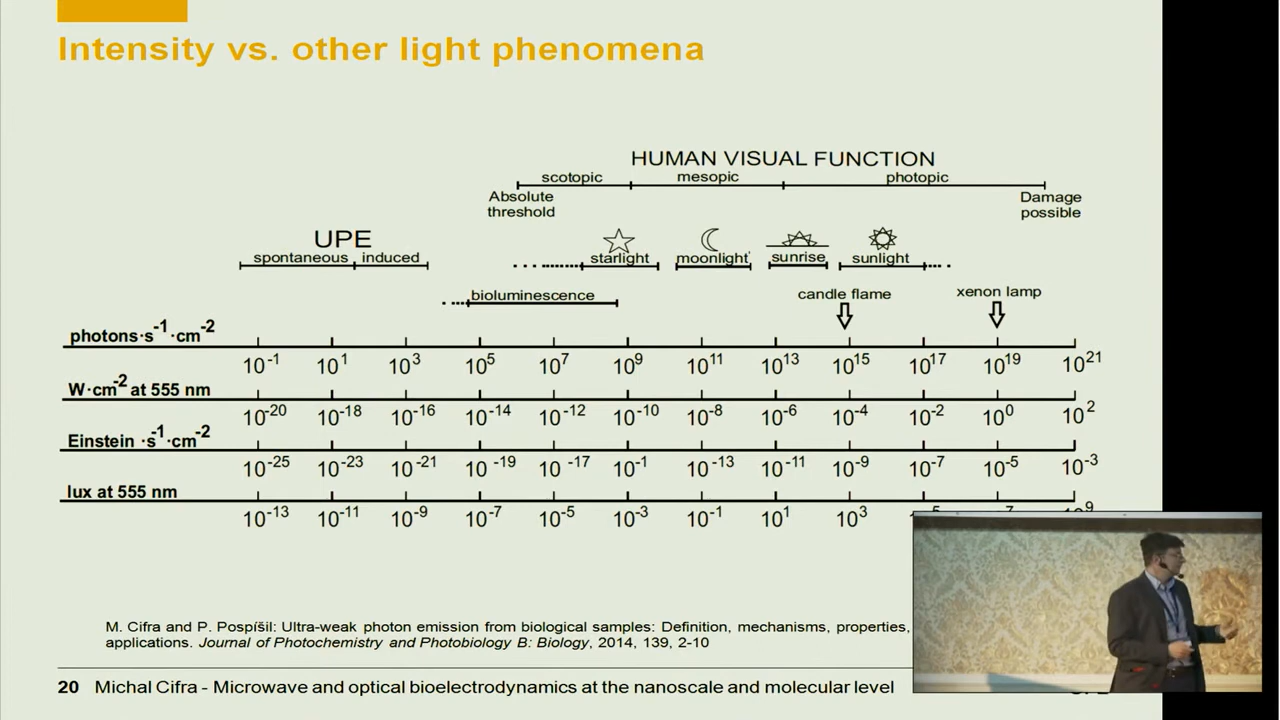 Intensity vs. other light phenomena
HUMAN VISUAL FUNCTION
scotopic mesopic photopic
Absolute threshold
Damage possible
UPE
spontaneous induced
starlight moonlight sunrise sunlight
bioluminescence
candle flame
xenon lamp
photons·s⁻¹·cm⁻²
10⁻¹ 10¹ 10³ 10⁵ 10⁷ 10⁹ 10¹¹ 10¹³ 10¹⁵ 10¹⁷ 10¹⁹ 10²¹
W·cm⁻² at 555 nm
10⁻²⁰ 10⁻¹⁸ 10⁻¹⁶ 10⁻¹⁴ 10⁻¹² 10⁻¹⁰ 10⁻⁸ 10⁻⁶ 10⁻⁴ 10⁻² 10⁰ 10²
Einstein ·s⁻¹·cm⁻²
10⁻²⁵ 10⁻²³ 10⁻²¹ 10⁻¹⁹ 10⁻¹⁷ 10⁻¹ 10⁻¹³ 10⁻¹¹ 10⁻⁹ 10⁻⁷ 10⁻⁵ 10⁻³
lux at 555 nm
10⁻¹³ 10⁻¹¹ 10⁻⁹ 10⁻⁷ 10⁻⁵ 10⁻³ 10⁻¹ 10¹ 10³
M. Cifra and P. Pospíšil: Ultra-weak photon emission from biological samples: Definition, mechanisms, properties,
applications. Journal of Photochemistry and Photobiology B: Biology, 2014, 139, 2-10
20 Michal Cifra - Microwave and optical bioelectrodynamics at the nanoscale and molecular level